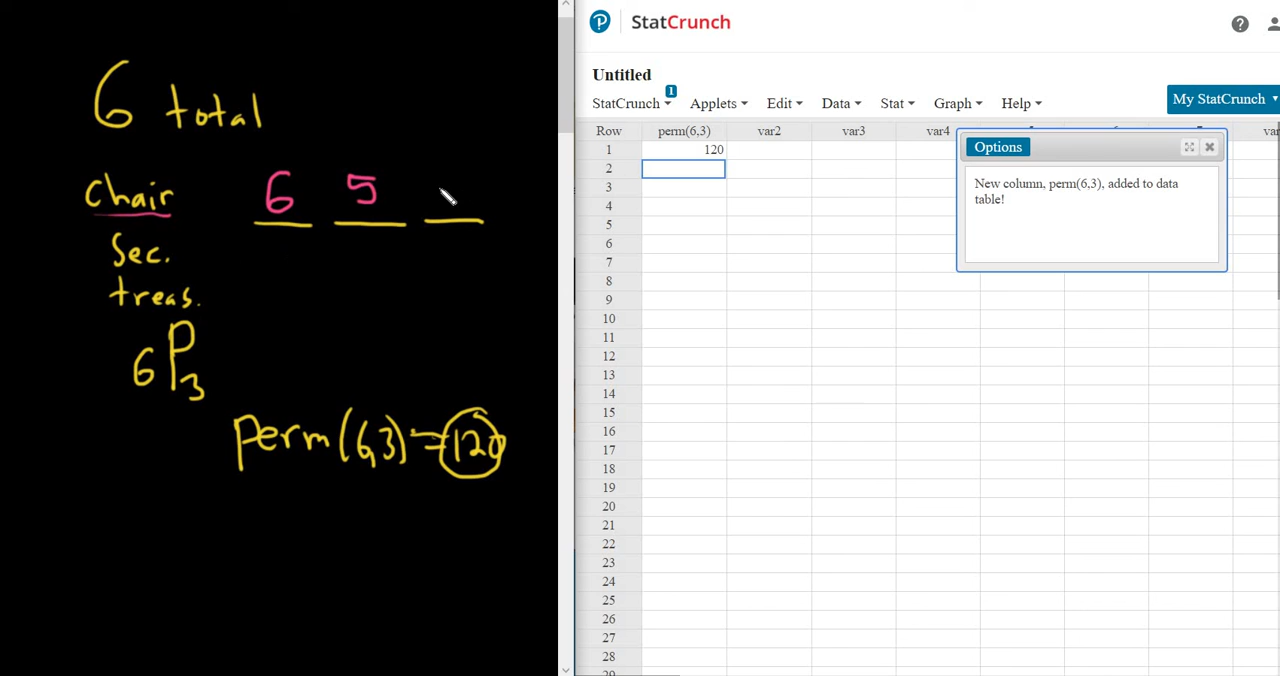 6 total
Chair 6 5
Sec.
treas.
6P3
perm(6,3)=120
StatCrunch
Untitled
1
StatCrunch Applets Edit Data Stat Graph Help My StatCrunch
Row perm(6,3) var2 var3 var4
1 120
2
3
4
5
6
7
8
9
10
11
12
13
14
15
16
17
18
19
20
21
22
23
24
25
26
27
28
Options
New column, perm(6,3), added to data
table!